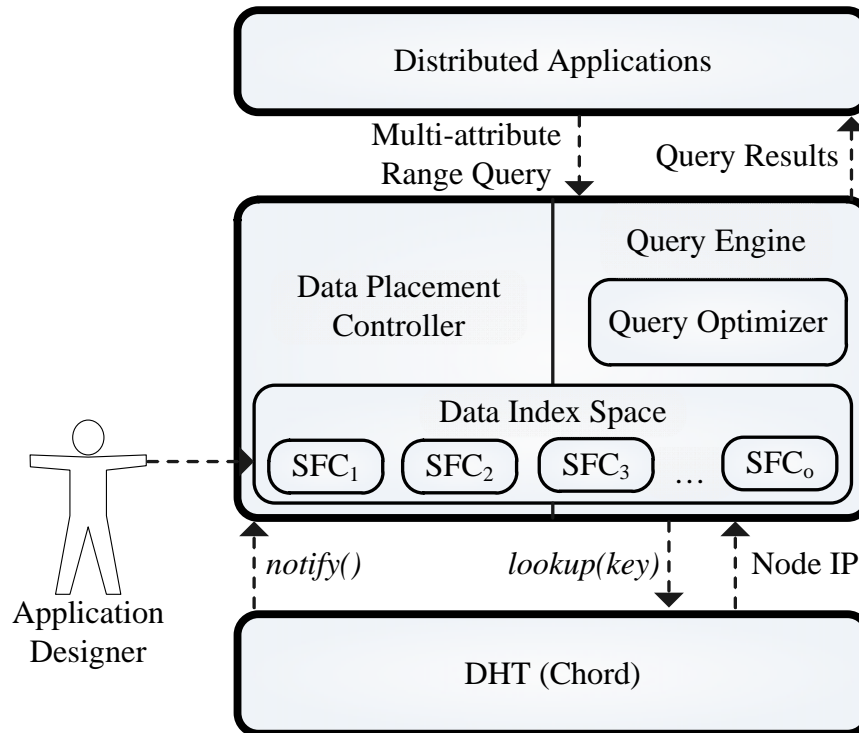 Distributed Applications
Multi-attribute
Range Query
Query Results
Data Placement
Controller
Query Engine
Query Optimizer
Data Index Space
SFC1
SFC2
SFC3
...
SFCo
Application
Designer
notify()
lookup(key)
Node IP
DHT (Chord)